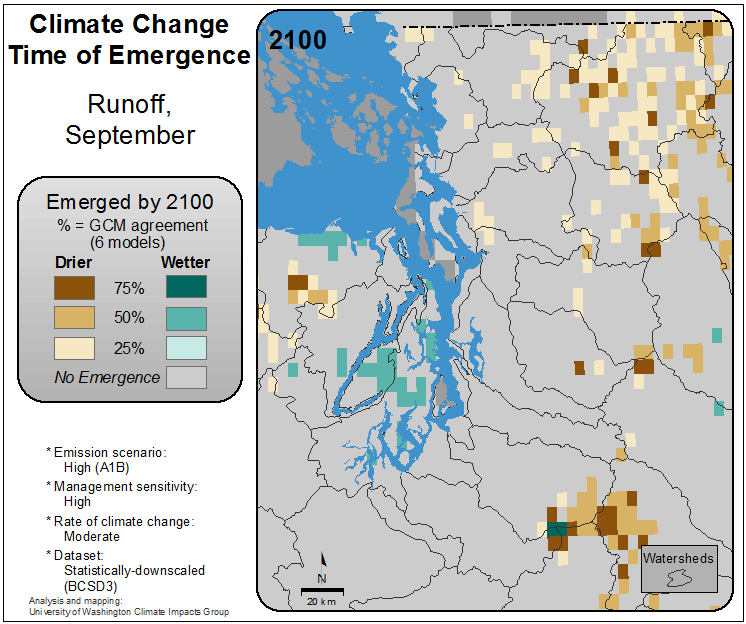 Climate Change
Time of Emergence
Runoff,
September
Emerged by 2100
% = GCM agreement
(6 models)
Drier
Wetter
75%
50%
25%
No Emergence
* Emission scenario:
High (A1B)
* Management sensitivity:
High
* Rate of climate change:
Moderate
* Dataset:
Statistically-downscaled
(BCSD3)
Analysis and mapping:
University of Washington Climate Impacts Group
2100
N
20 km
Watersheds